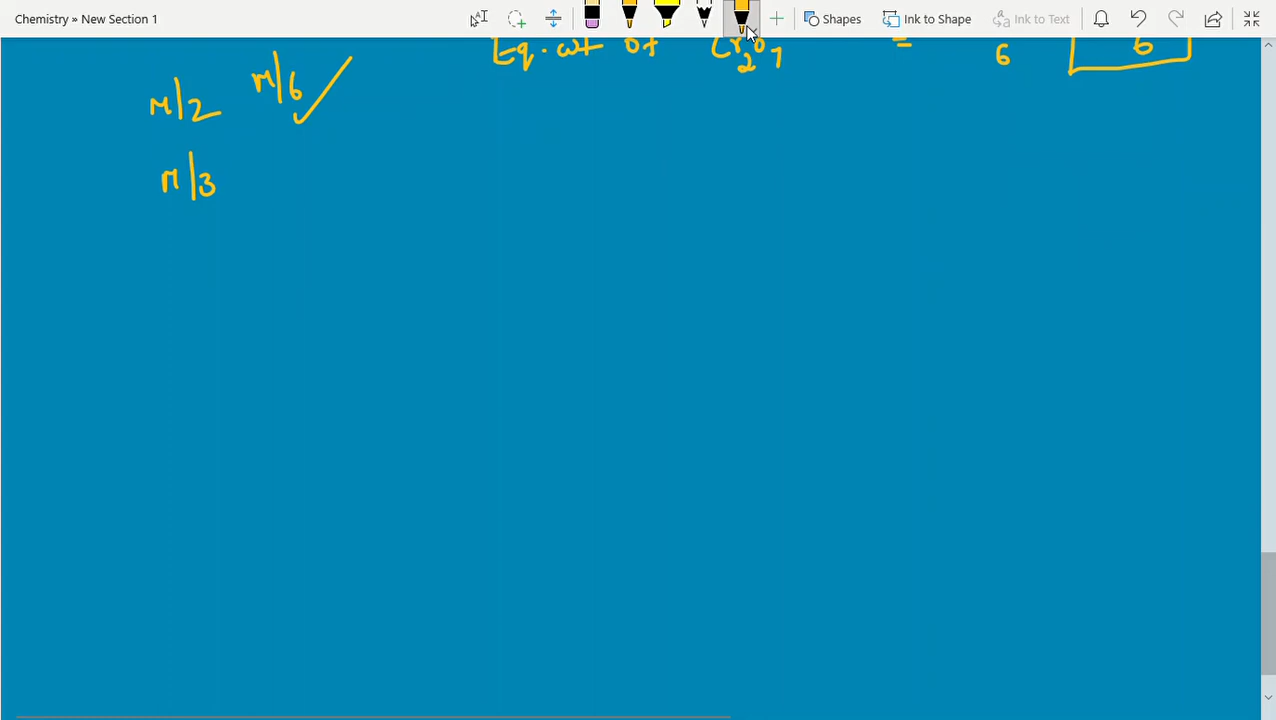 Chemistry » New Section 1
Shapes
Ink to Shape
Ink to Text
Eq. wt of Cr2O7 = 6 6
M/2 M/6 ✓
M/3